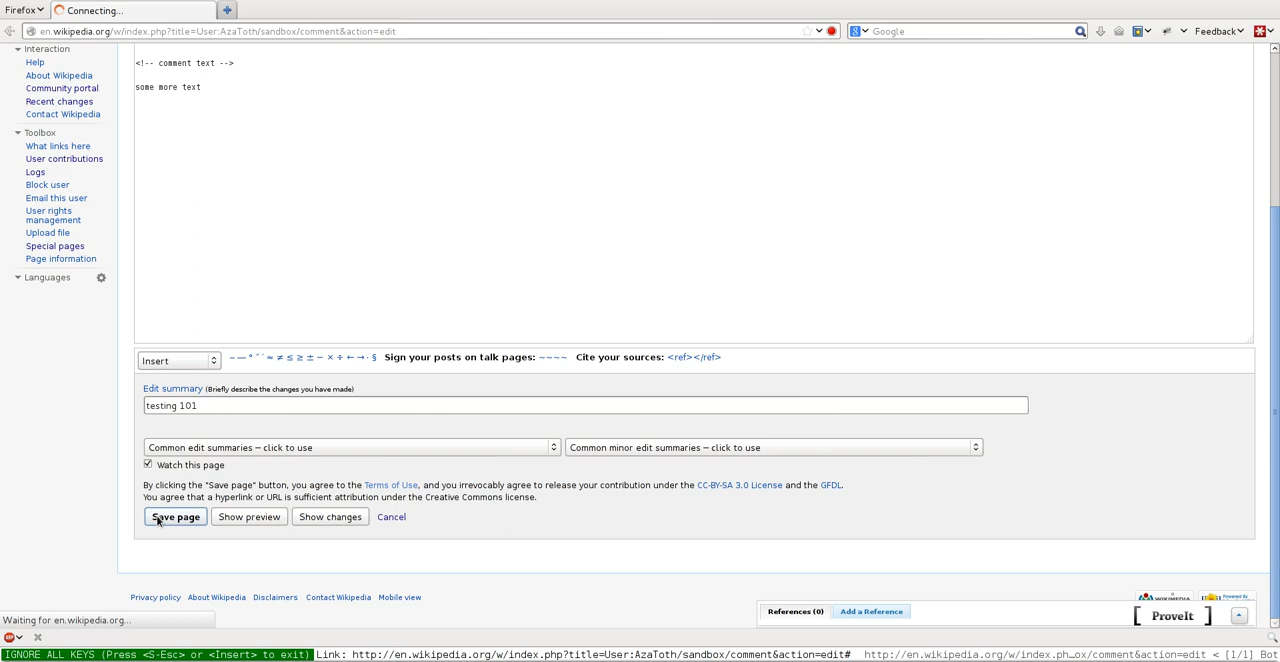 Firefox
Connecting...
en.wikipedia.org/w/index.php?title=User:AzaToth/sandbox/comment&action=edit
Google
Feedback
Interaction
Help
About Wikipedia
Community portal
Recent changes
Contact Wikipedia
Toolbox
What links here
User contributions
Logs
Block user
Email this user
User rights
management
Upload file
Special pages
Page information
Languages
<!-- comment text -->
some more text
Insert
– — ° ″ ′ ≈ ≠ ≤ ≥ ± − × ÷ ← → · § Sign your posts on talk pages: ~~~~ Cite your sources: <ref></ref>
Edit summary (Briefly describe the changes you have made)
testing 101
Common edit summaries – click to use
Common minor edit summaries – click to use
Watch this page
By clicking the "Save page" button, you agree to the Terms of Use, and you irrevocably agree to release your contribution under the CC-BY-SA 3.0 License and the GFDL.
You agree that a hyperlink or URL is sufficient attribution under the Creative Commons license.
Save page
Show preview
Show changes
Cancel
Privacy policy About Wikipedia Disclaimers Contact Wikipedia Mobile view
References (0)
Add a Reference
[ ProveIt ]
Waiting for en.wikipedia.org...
IGNORE ALL KEYS (Press <S-Esc> or <Insert> to exit) Link: http://en.wikipedia.org/w/index.php?title=User:AzaToth/sandbox/comment&action=edit# http://en.wikipedia.org/w/index.ph…ox/comment&action=edit < [1/1] Bot